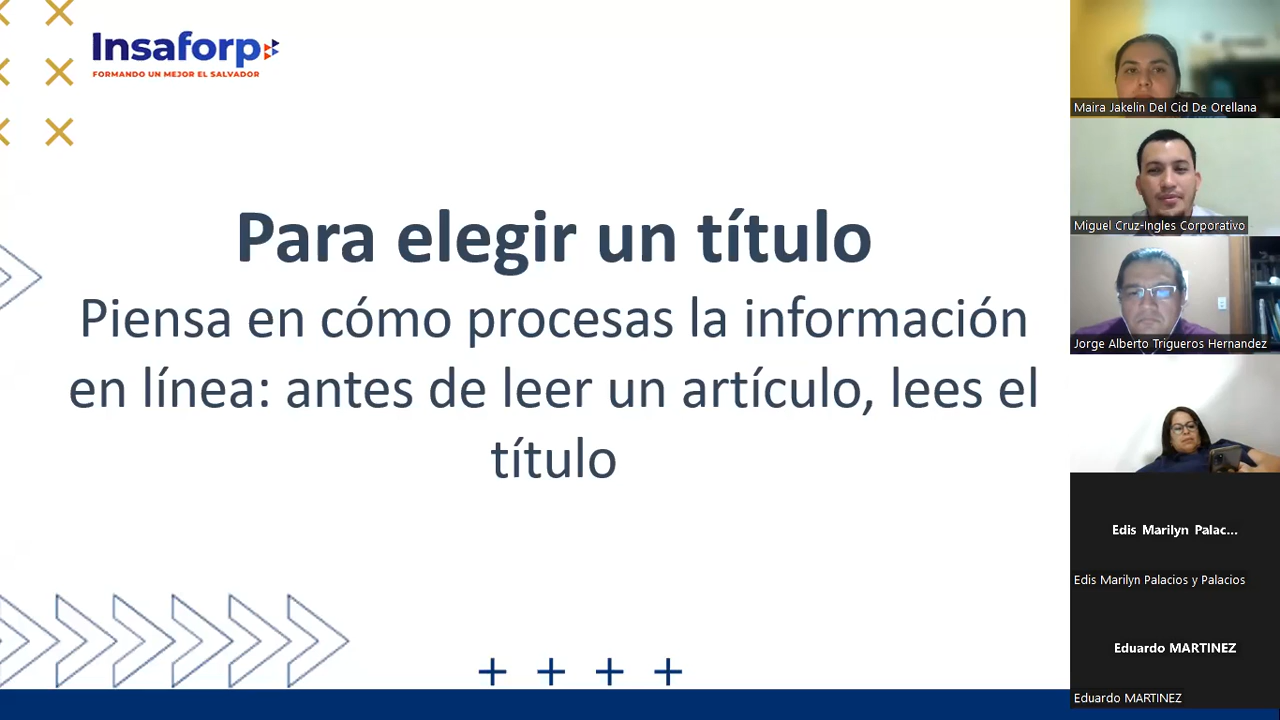 Insaforp
FORMANDO UN MEJOR EL SALVADOR
Para elegir un título
Piensa en cómo procesas la información
en línea: antes de leer un artículo, lees el
título
Maira Jakelin Del Cid De Orellana
Miguel Cruz-Ingles Corporativo
Jorge Alberto Trigueros Hernandez
Edis Marilyn Palac...
Edis Marilyn Palacios y Palacios
Eduardo MARTINEZ
Eduardo MARTINEZ